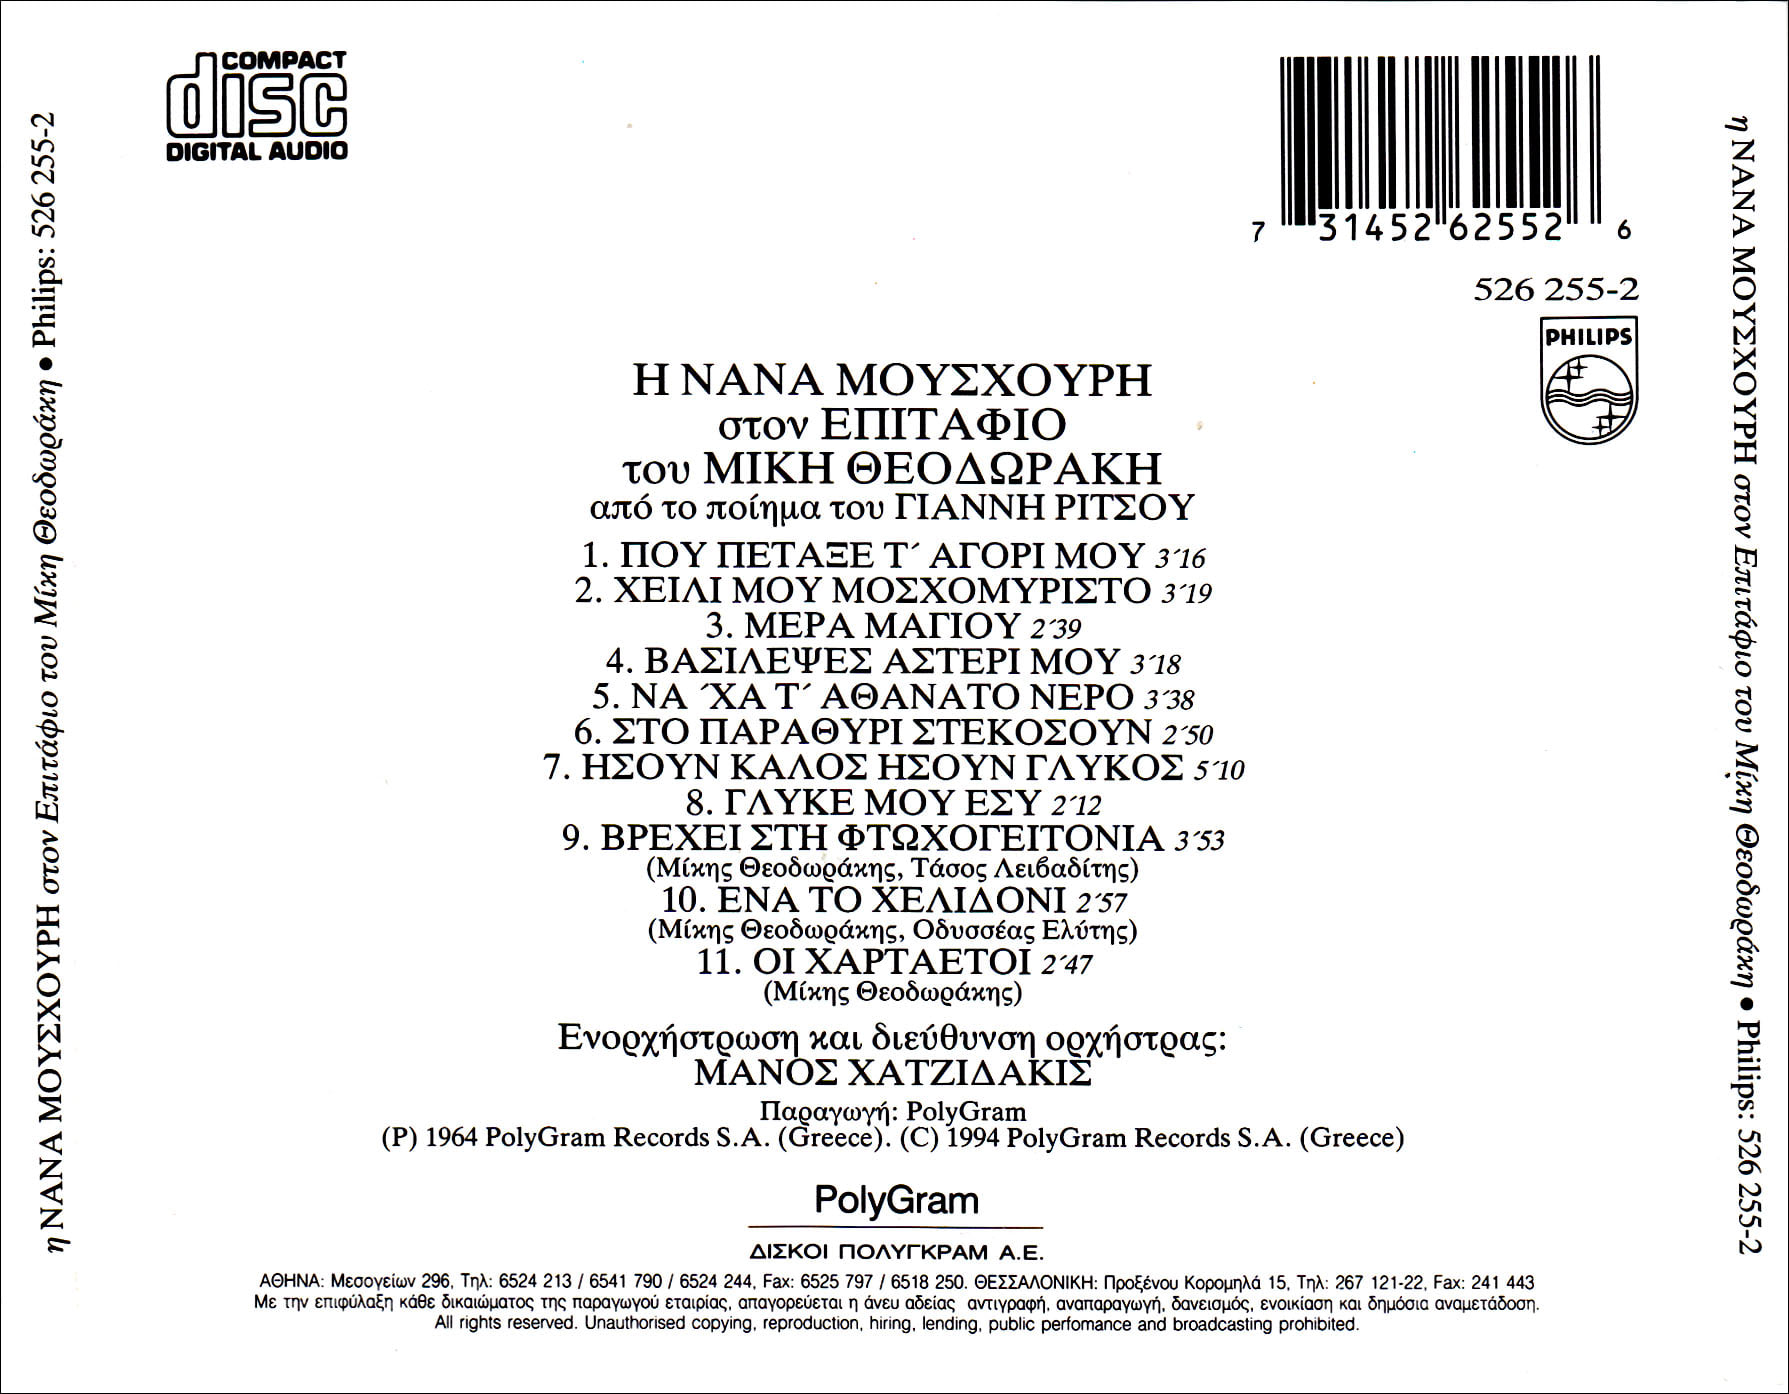 COMPACT
disc
DIGITAL AUDIO
7 31452 62552 6
526 255-2
PHILIPS
η ΝΑΝΑ ΜΟΥΣΧΟΥΡΗ στον Επιτάφιο του Μίκη Θεοδωράκη • Philips: 526 255-2
Η ΝΑΝΑ ΜΟΥΣΧΟΥΡΗ
στον ΕΠΙΤΑΦΙΟ
του ΜΙΚΗ ΘΕΟΔΩΡΑΚΗ
από το ποίημα του ΓΙΑΝΝΗ ΡΙΤΣΟΥ
1. ΠΟΥ ΠΕΤΑΞΕ Τ΄ ΑΓΟΡΙ ΜΟΥ 3΄16
2. ΧΕΙΛΙ ΜΟΥ ΜΟΣΧΟΜΥΡΙΣΤΟ 3΄19
3. ΜΕΡΑ ΜΑΓΙΟΥ 2΄39
4. ΒΑΣΙΛΕΨΕΣ ΑΣΤΕΡΙ ΜΟΥ 3΄18
5. ΝΑ ΄ΧΑ Τ΄ ΑΘΑΝΑΤΟ ΝΕΡΟ 3΄38
6. ΣΤΟ ΠΑΡΑΘΥΡΙ ΣΤΕΚΟΣΟΥΝ 2΄50
7. ΗΣΟΥΝ ΚΑΛΟΣ ΗΣΟΥΝ ΓΛΥΚΟΣ 5΄10
8. ΓΛΥΚΕ ΜΟΥ ΕΣΥ 2΄12
9. ΒΡΕΧΕΙ ΣΤΗ ΦΤΩΧΟΓΕΙΤΟΝΙΑ 3΄53
(Μίκης Θεοδωράκης, Τάσος Λειβαδίτης)
10. ΕΝΑ ΤΟ ΧΕΛΙΔΟΝΙ 2΄57
(Μίκης Θεοδωράκης, Οδυσσέας Ελύτης)
11. ΟΙ ΧΑΡΤΑΕΤΟΙ 2΄47
(Μίκης Θεοδωράκης)
Ενορχήστρωση και διεύθυνση ορχήστρας:
ΜΑΝΟΣ ΧΑΤΖΙΔΑΚΙΣ
Παραγωγή: PolyGram
(P) 1964 PolyGram Records S.A. (Greece). (C) 1994 PolyGram Records S.A. (Greece)
PolyGram
ΔΙΣΚΟΙ ΠΟΛΥΓΚΡΑΜ Α.Ε.
ΑΘΗΝΑ: Μεσογείων 296, Τηλ: 6524 213 / 6541 790 / 6524 244, Fax: 6525 797 / 6518 250. ΘΕΣΣΑΛΟΝΙΚΗ: Προξένου Κορομηλά 15, Τηλ: 267 121-22, Fax: 241 443
Με την επιφύλαξη κάθε δικαιώματος της παραγωγού εταιρίας, απαγορεύεται η άνευ αδείας αντιγραφή, αναπαραγωγή, δανεισμός, ενοικίαση και δημόσια αναμετάδοση.
All rights reserved. Unauthorised copying, reproduction, hiring, lending, public perfomance and broadcasting prohibited.
η ΝΑΝΑ ΜΟΥΣΧΟΥΡΗ στον Επιτάφιο του Μίκη Θεοδωράκη • Philips: 526 255-2